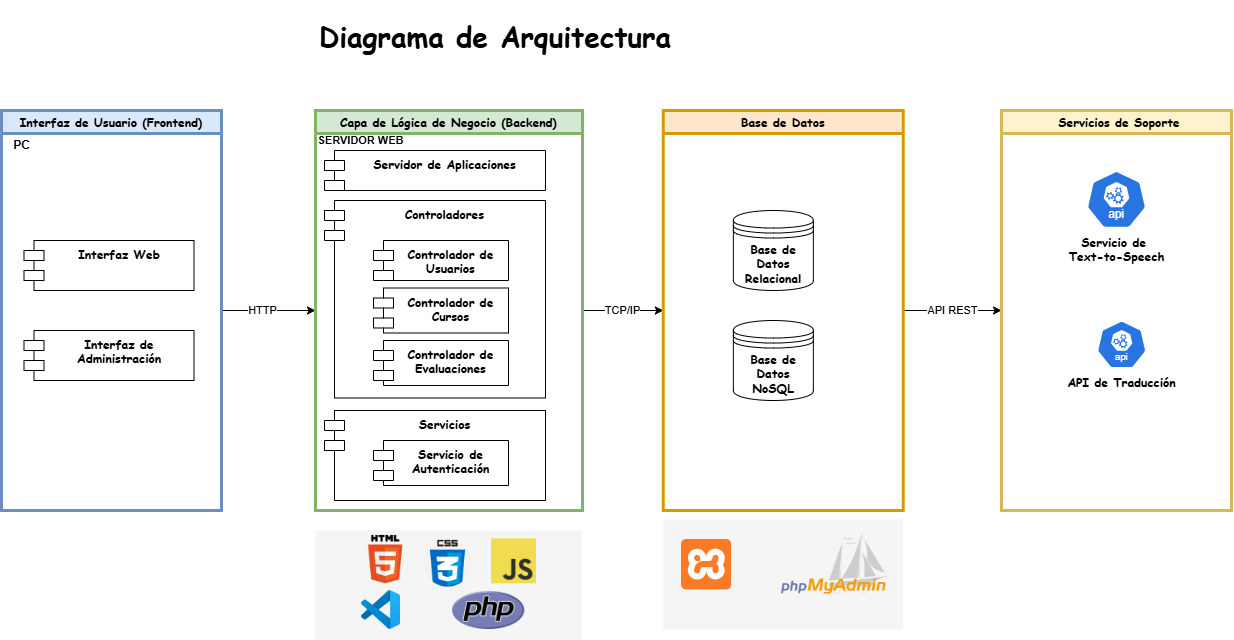 Diagrama de Arquitectura
Interfaz de Usuario (Frontend)
PC
Interfaz Web
Interfaz de
Administración
HTTP
Capa de Lógica de Negocio (Backend)
SERVIDOR WEB
Servidor de Aplicaciones
Controladores
Controlador de
Usuarios
Controlador de
Cursos
Controlador de
Evaluaciones
Servicios
Servicio de
Autenticación
TCP/IP
Base de Datos
Base de
Datos
Relacional
Base de
Datos
NoSQL
API REST
Servicios de Soporte
api
Servicio de
Text-to-Speech
api
API de Traducción
HTML
5
CSS
3
JS
php
phpMyAdmin